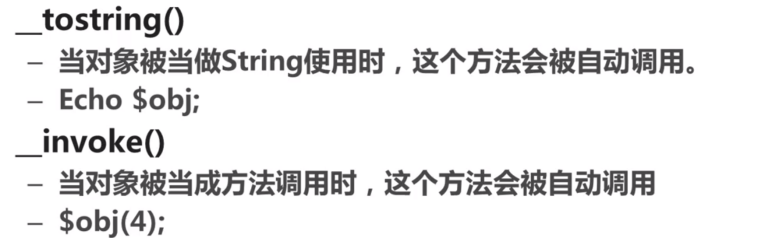 __tostring()
– 当对象被当做String使用时，这个方法会被自动调用。
– Echo $obj;
__invoke()
– 当对象被当成方法调用时，这个方法会被自动调用
– $obj(4);